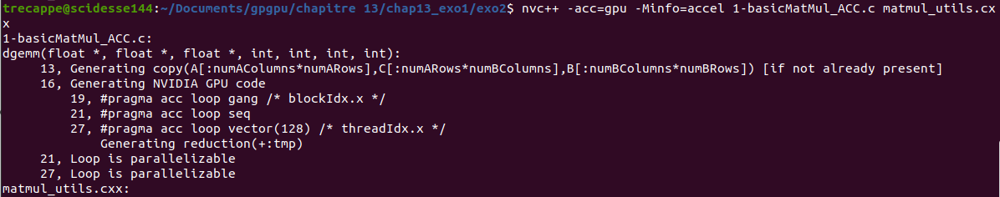 trecappe@scidesse144:~/Documents/gpgpu/chapitre 13/chap13_exo1/exo2$ nvc++ -acc=gpu -Minfo=accel 1-basicMatMul_ACC.c matmul_utils.cx
x
1-basicMatMul_ACC.c:
dgemm(float *, float *, float *, int, int, int, int):
     13, Generating copy(A[:numAColumns*numARows],C[:numARows*numBColumns],B[:numBColumns*numBRows]) [if not already present]
     16, Generating NVIDIA GPU code
         19, #pragma acc loop gang /* blockIdx.x */
         21, #pragma acc loop seq
         27, #pragma acc loop vector(128) /* threadIdx.x */
             Generating reduction(+:tmp)
     21, Loop is parallelizable
     27, Loop is parallelizable
matmul_utils.cxx: